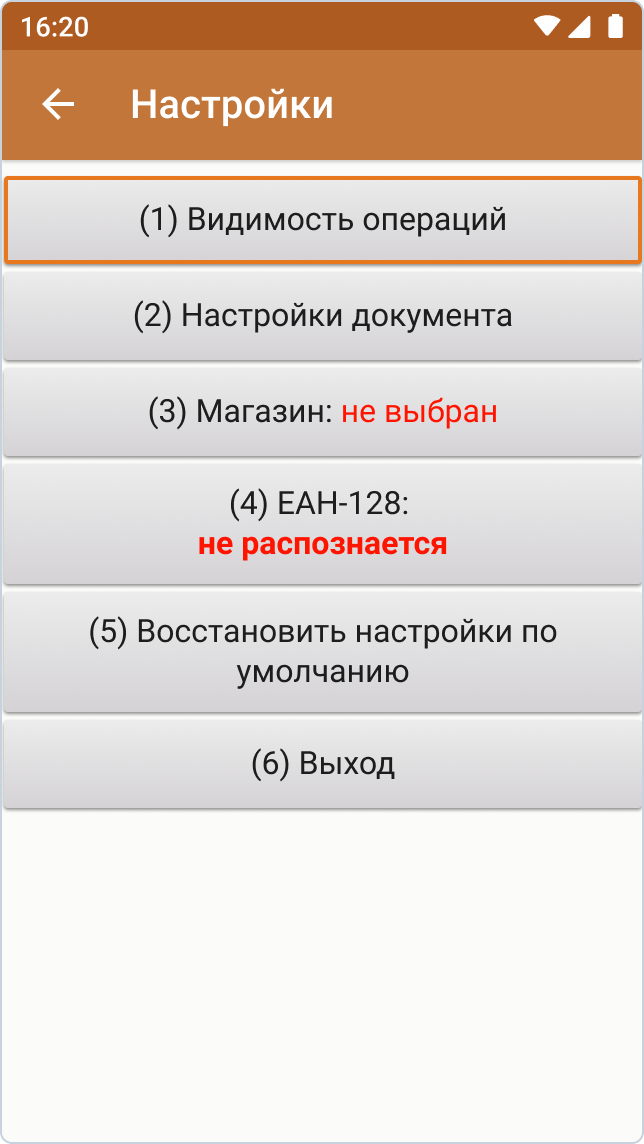 16:20
Настройки
(1) Видимость операций
(2) Настройки документа
(3) Магазин: не выбран
(4) ЕАН-128:
не распознается
(5) Восстановить настройки по
умолчанию
(6) Выход